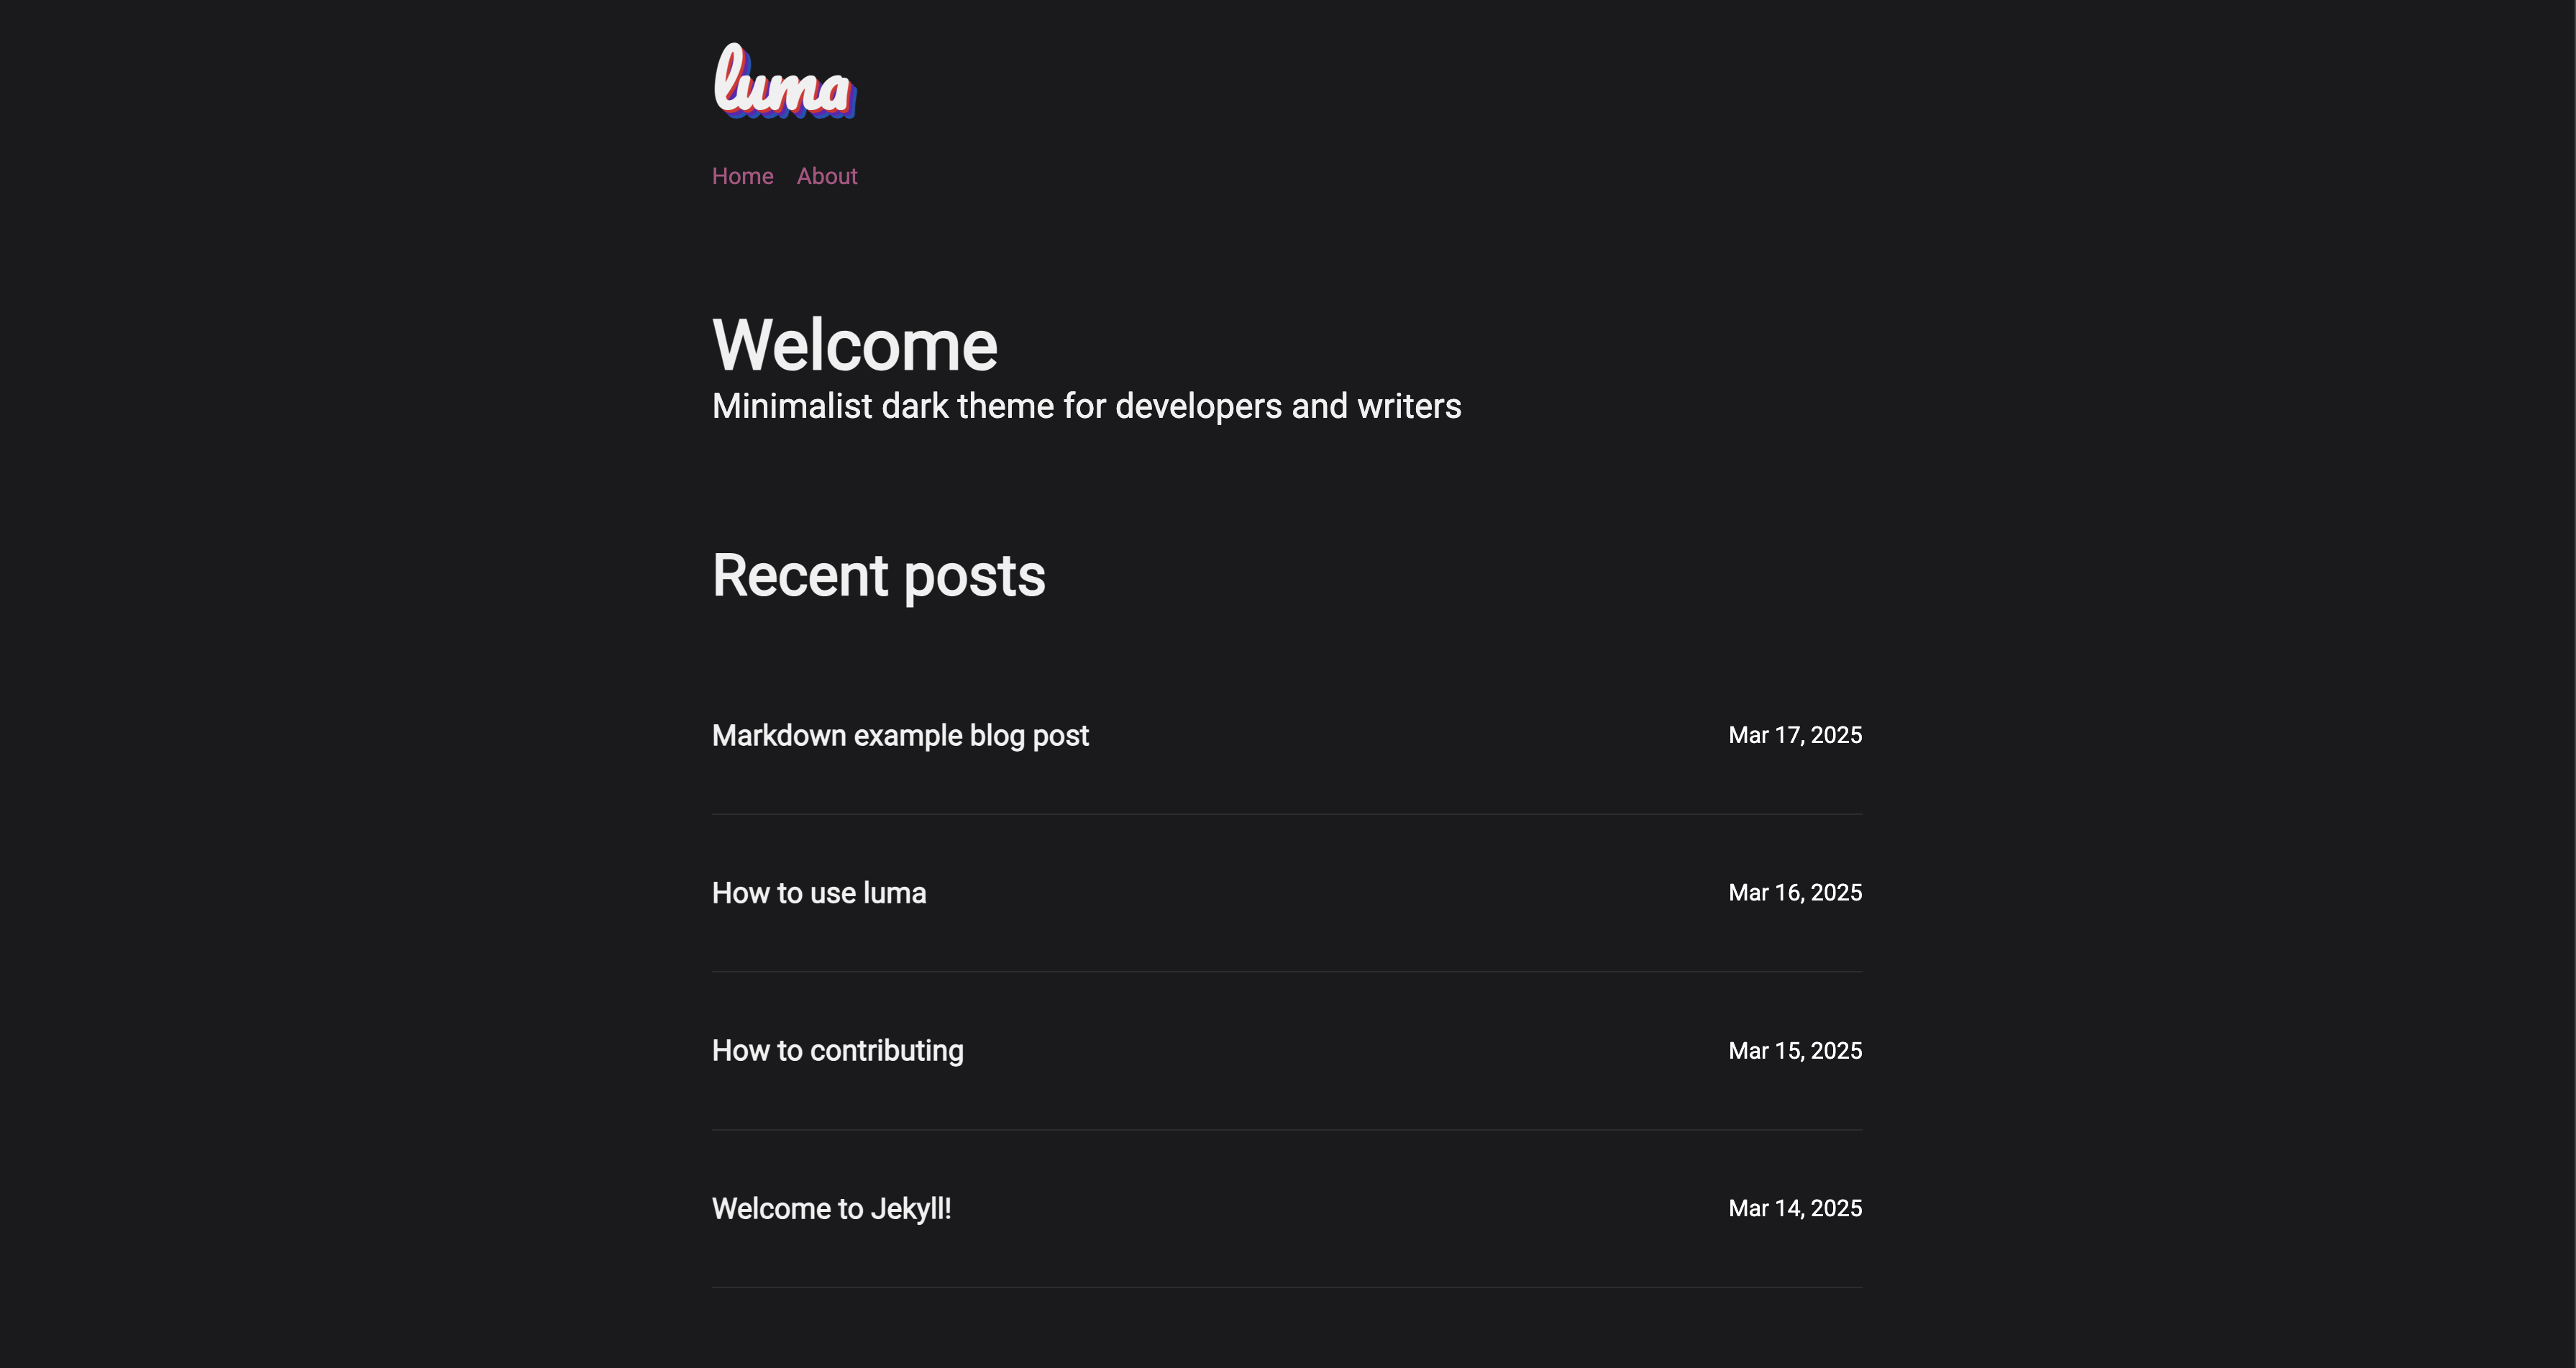 luma
Home About
Welcome
Minimalist dark theme for developers and writers
Recent posts
Markdown example blog post Mar 17, 2025
How to use luma Mar 16, 2025
How to contributing Mar 15, 2025
Welcome to Jekyll! Mar 14, 2025